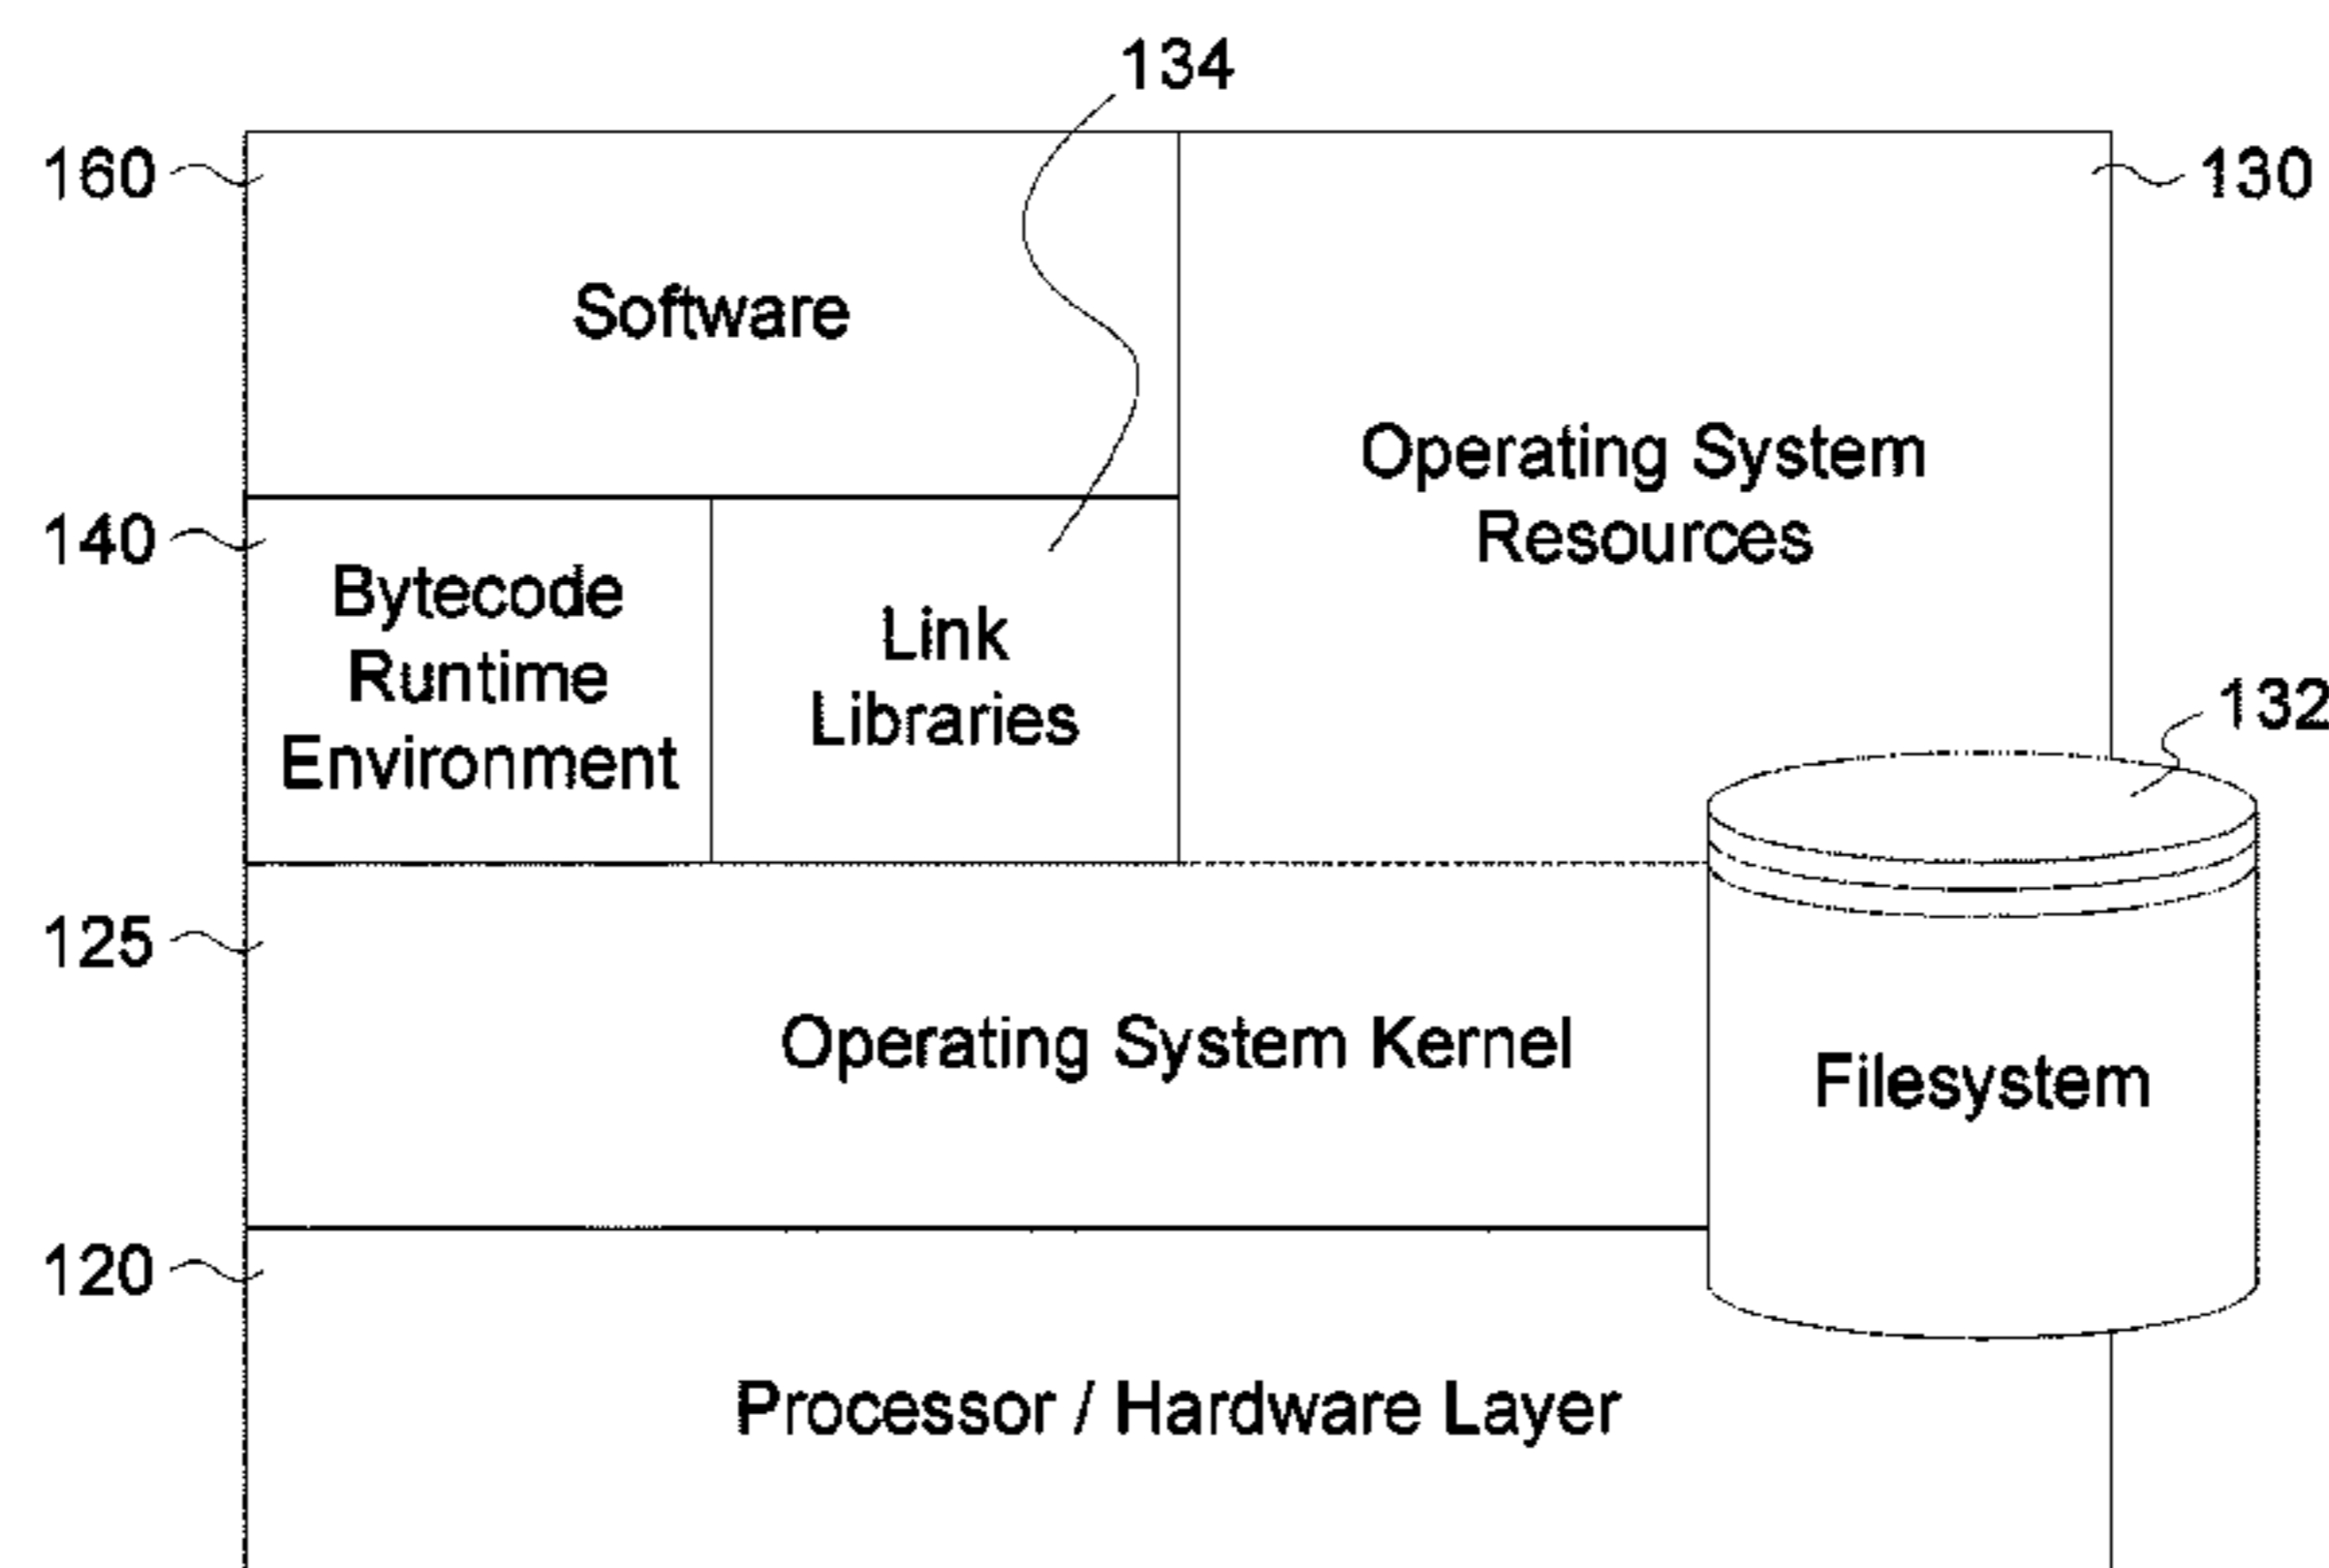 134
160
130
Software
Operating System
Resources
140
Bytecode
Runtime
Environment
Link
Libraries
132
125
Operating System Kernel
Filesystem
120
Processor / Hardware Layer